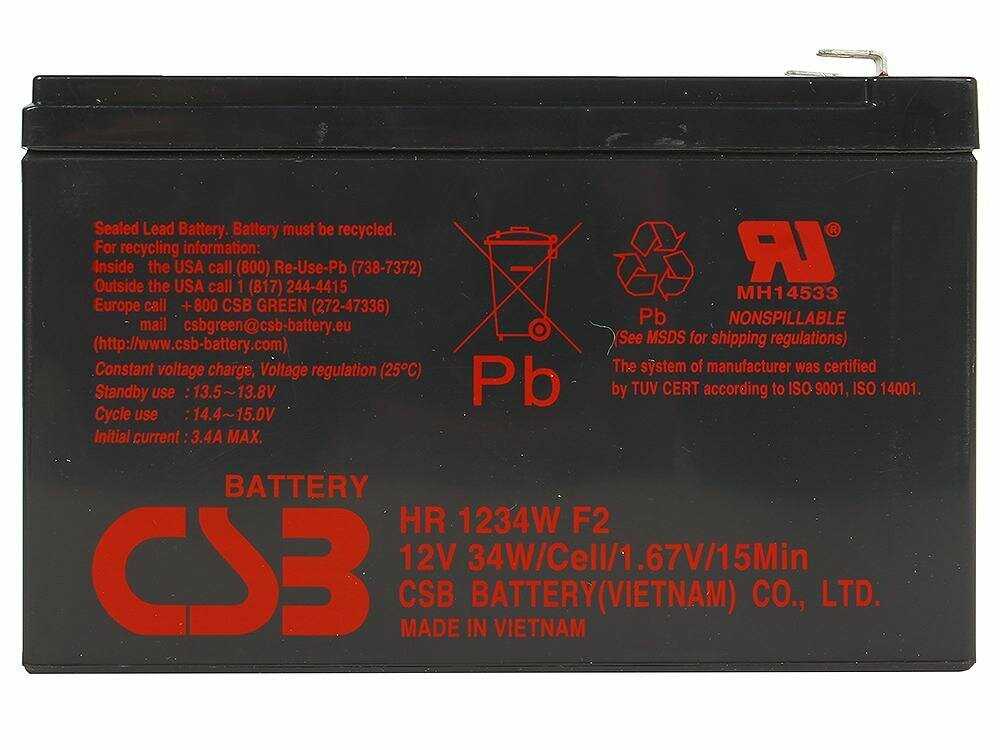 Sealed Lead Battery. Battery must be recycled.
For recycling information:
Inside the USA call (800) Re-Use-Pb (738-7372)
Outside the USA call 1 (817) 244-4415
Europe call +800 CSB GREEN (272-47336)
mail csbgreen@csb-battery.eu
(http://www.csb-battery.com)
Constant voltage charge, Voltage regulation (25°C)
Standby use : 13.5~13.8V
Cycle use : 14.4~15.0V
Initial current : 3.4A MAX.
Pb
Pb
RU®
MH14533
NONSPILLABLE
(See MSDS for shipping regulations)
The system of manufacturer was certified
by TUV CERT according to ISO 9001, ISO 14001.
BATTERY
CSB
HR 1234W F2
12V 34W/Cell/1.67V/15Min
CSB BATTERY(VIETNAM) CO., LTD.
MADE IN VIETNAM